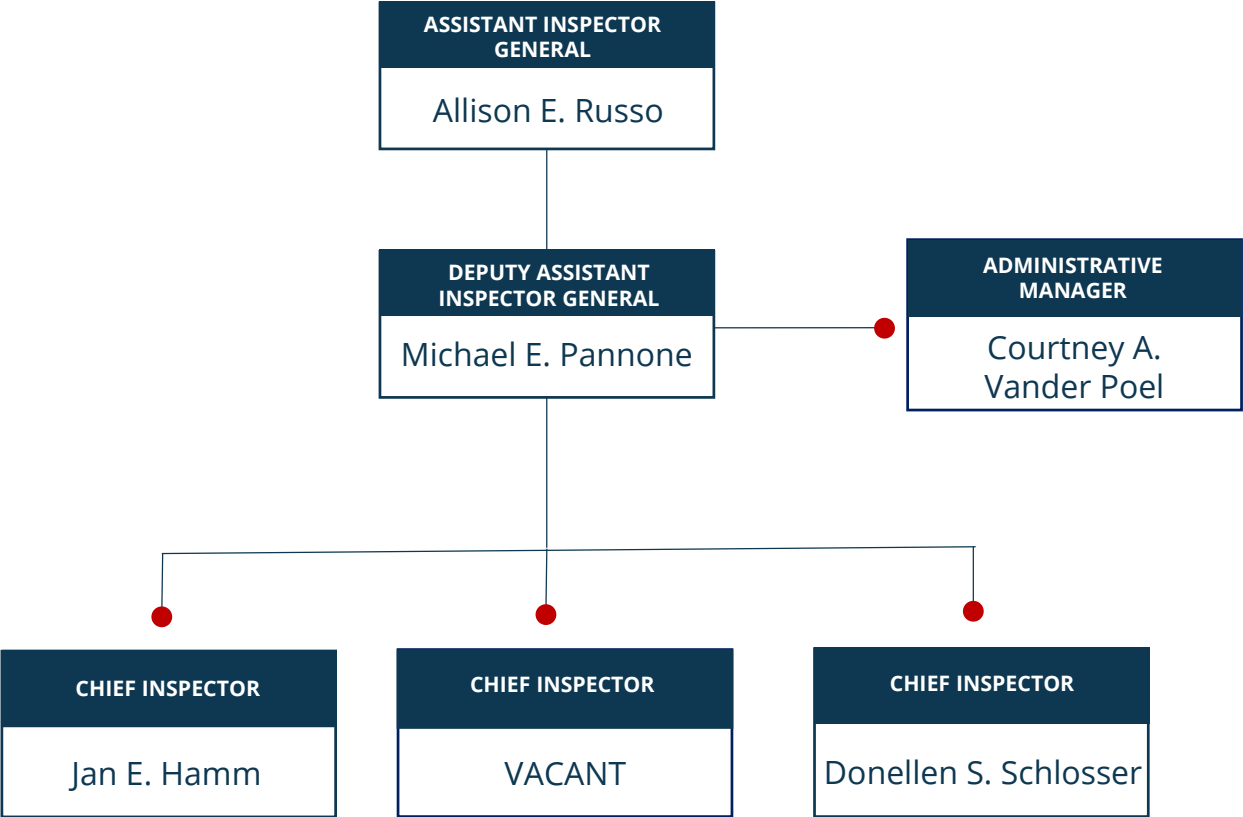 ASSISTANT INSPECTOR
GENERAL
Allison E. Russo
DEPUTY ASSISTANT
INSPECTOR GENERAL
Michael E. Pannone
ADMINISTRATIVE
MANAGER
Courtney A.
Vander Poel
CHIEF INSPECTOR
Jan E. Hamm
CHIEF INSPECTOR
VACANT
CHIEF INSPECTOR
Donellen S. Schlosser